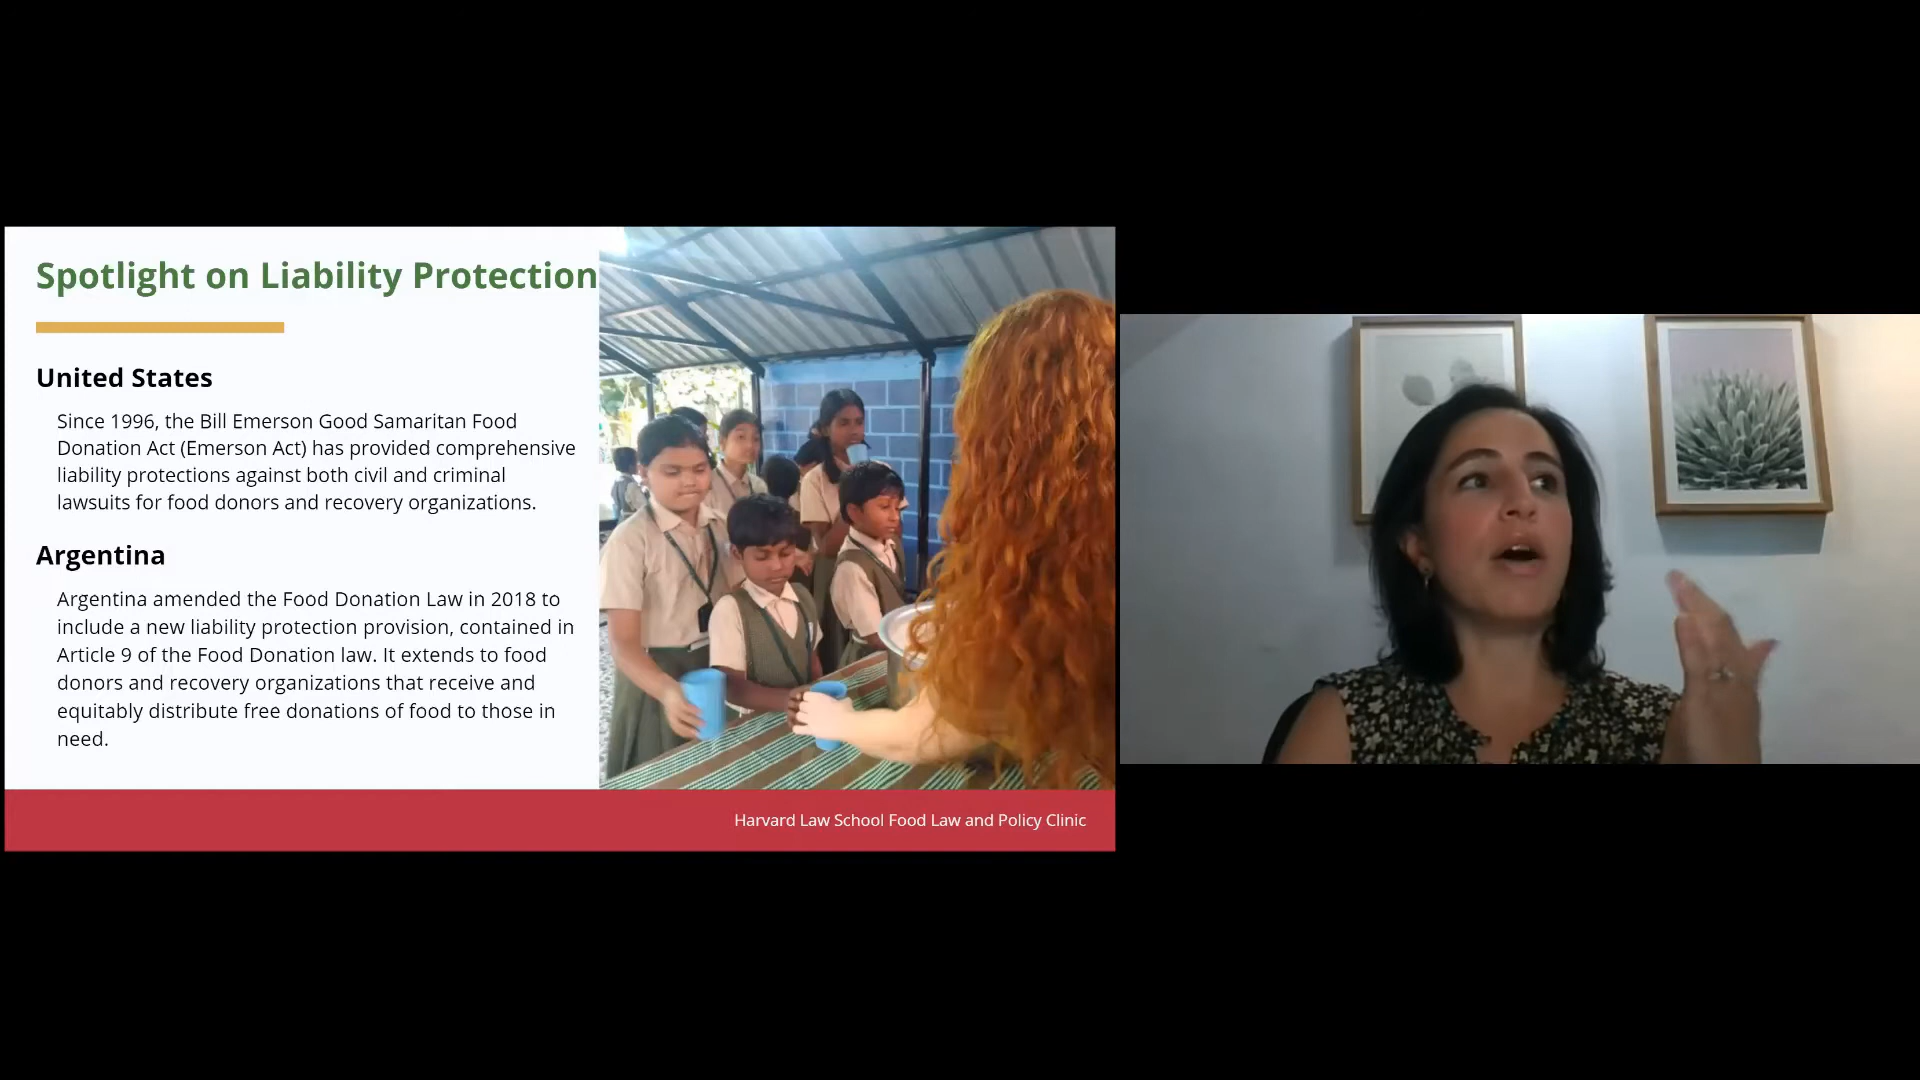 Spotlight on Liability Protection
United States
Since 1996, the Bill Emerson Good Samaritan Food
Donation Act (Emerson Act) has provided comprehensive
liability protections against both civil and criminal
lawsuits for food donors and recovery organizations.
Argentina
Argentina amended the Food Donation Law in 2018 to
include a new liability protection provision, contained in
Article 9 of the Food Donation law. It extends to food
donors and recovery organizations that receive and
equitably distribute free donations of food to those in
need.
Harvard Law School Food Law and Policy Clinic